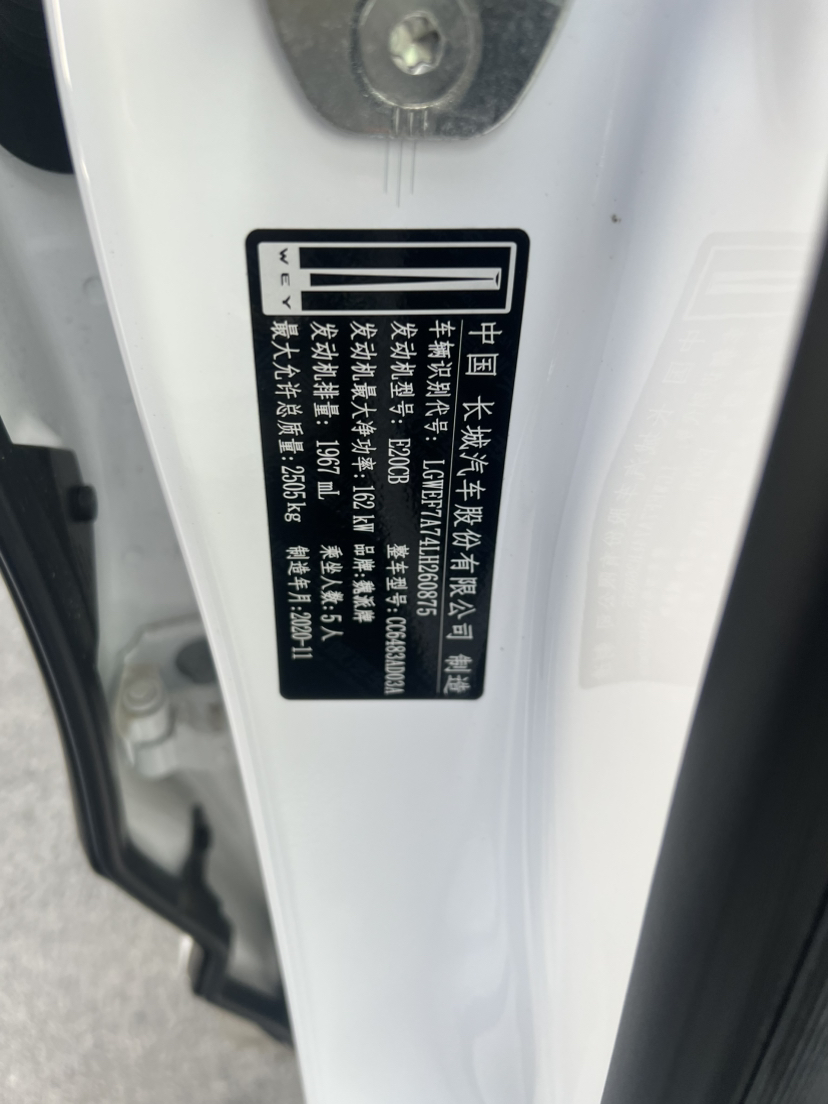 WEY
中国 长城汽车股份有限公司 制造
车辆识别代号: LGWEF7A74LH260875
发动机型号: E20CB 整车型号:CC6483AD03A
发动机最大净功率:162 kW 品牌:魏派牌
发动机排量: 1967 mL 乘坐人数:5人
最大允许总质量:2505kg 制造年月:2020-11